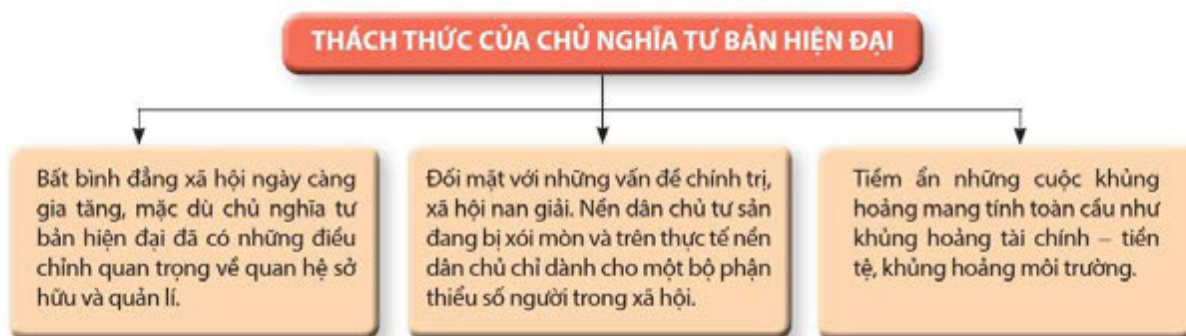 THÁCH THỨC CỦA CHỦ NGHĨA TƯ BẢN HIỆN ĐẠI
Bất bình đẳng xã hội ngày càng
gia tăng, mặc dù chủ nghĩa tư
bản hiện đại đã có những điều
chỉnh quan trọng về quan hệ sở
hữu và quản lí.
Đối mặt với những vấn đề chính trị,
xã hội nan giải. Nền dân chủ tư sản
đang bị xói mòn và trên thực tế nền
dân chủ chỉ dành cho một bộ phận
thiểu số người trong xã hội.
Tiềm ẩn những cuộc khủng
hoảng mang tính toàn cầu như
khủng hoảng tài chính – tiền
tệ, khủng hoảng môi trường.